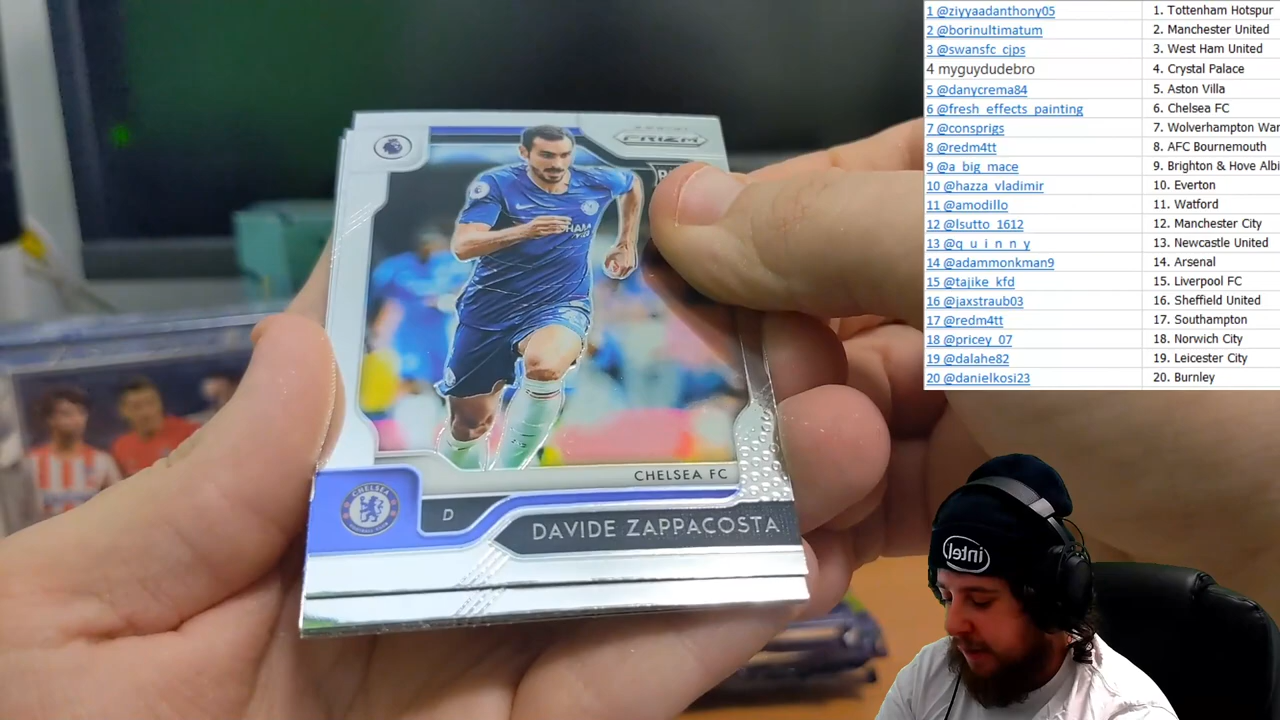 1 @ziyyaadanthony05 1. Tottenham Hotspur
2 @borinultimatum 2. Manchester United
3 @swansfc_cjps 3. West Ham United
4 myguydudebro 4. Crystal Palace
5 @danycrema84 5. Aston Villa
6 @fresh_effects_painting 6. Chelsea FC
7 @consprigs 7. Wolverhampton Wan
8 @redm4tt 8. AFC Bournemouth
9 @a_big_mace 9. Brighton & Hove Albi
10 @hazza_vladimir 10. Everton
11 @amodillo 11. Watford
12 @lsutto_1612 12. Manchester City
13 @q_u_i_n_n_y 13. Newcastle United
14 @adammonkman9 14. Arsenal
15 @tajike_kfd 15. Liverpool FC
16 @jaxstraub03 16. Sheffield United
17 @redm4tt 17. Southampton
18 @pricey_07 18. Norwich City
19 @dalahe82 19. Leicester City
20 @danielkosi23 20. Burnley
PANINI
PRIZM
CHELSEA FC
CHELSEA
FOOTBALL CLUB
D
DAVIDE ZAPPACOSTA
intel